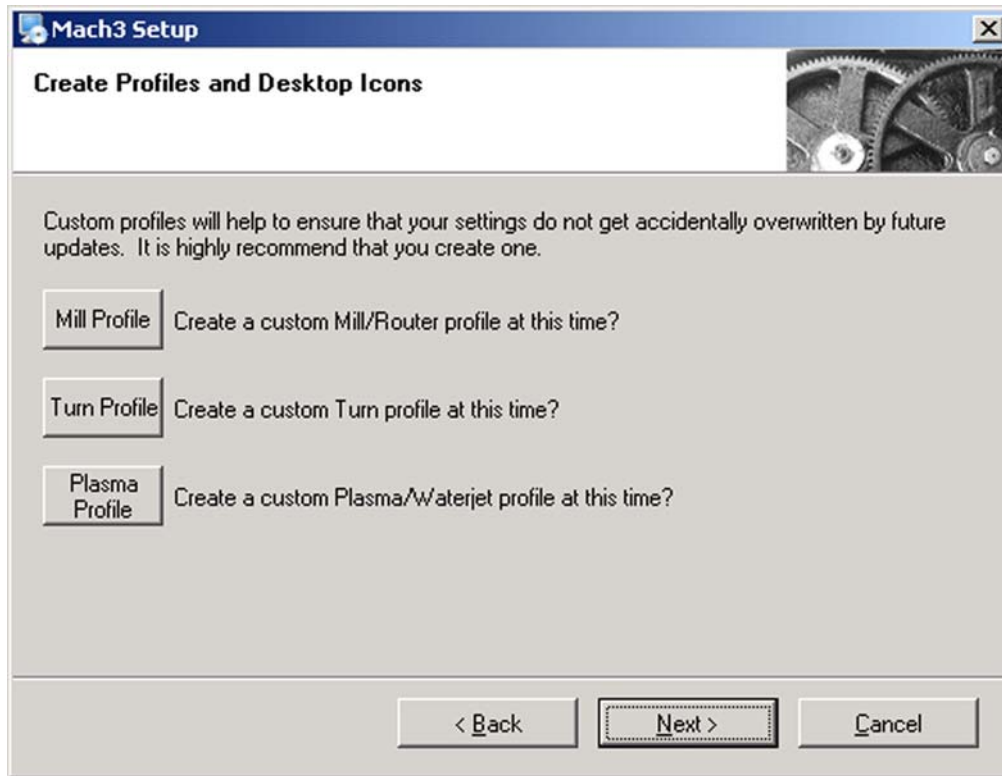 Mach3 Setup
Create Profiles and Desktop Icons
Custom profiles will help to ensure that your settings do not get accidentally overwritten by future
updates. It is highly recommend that you create one.
Mill Profile
Create a custom Mill/Router profile at this time?
Turn Profile
Create a custom Turn profile at this time?
Plasma
Profile
Create a custom Plasma/Waterjet profile at this time?
< Back
Next >
Cancel